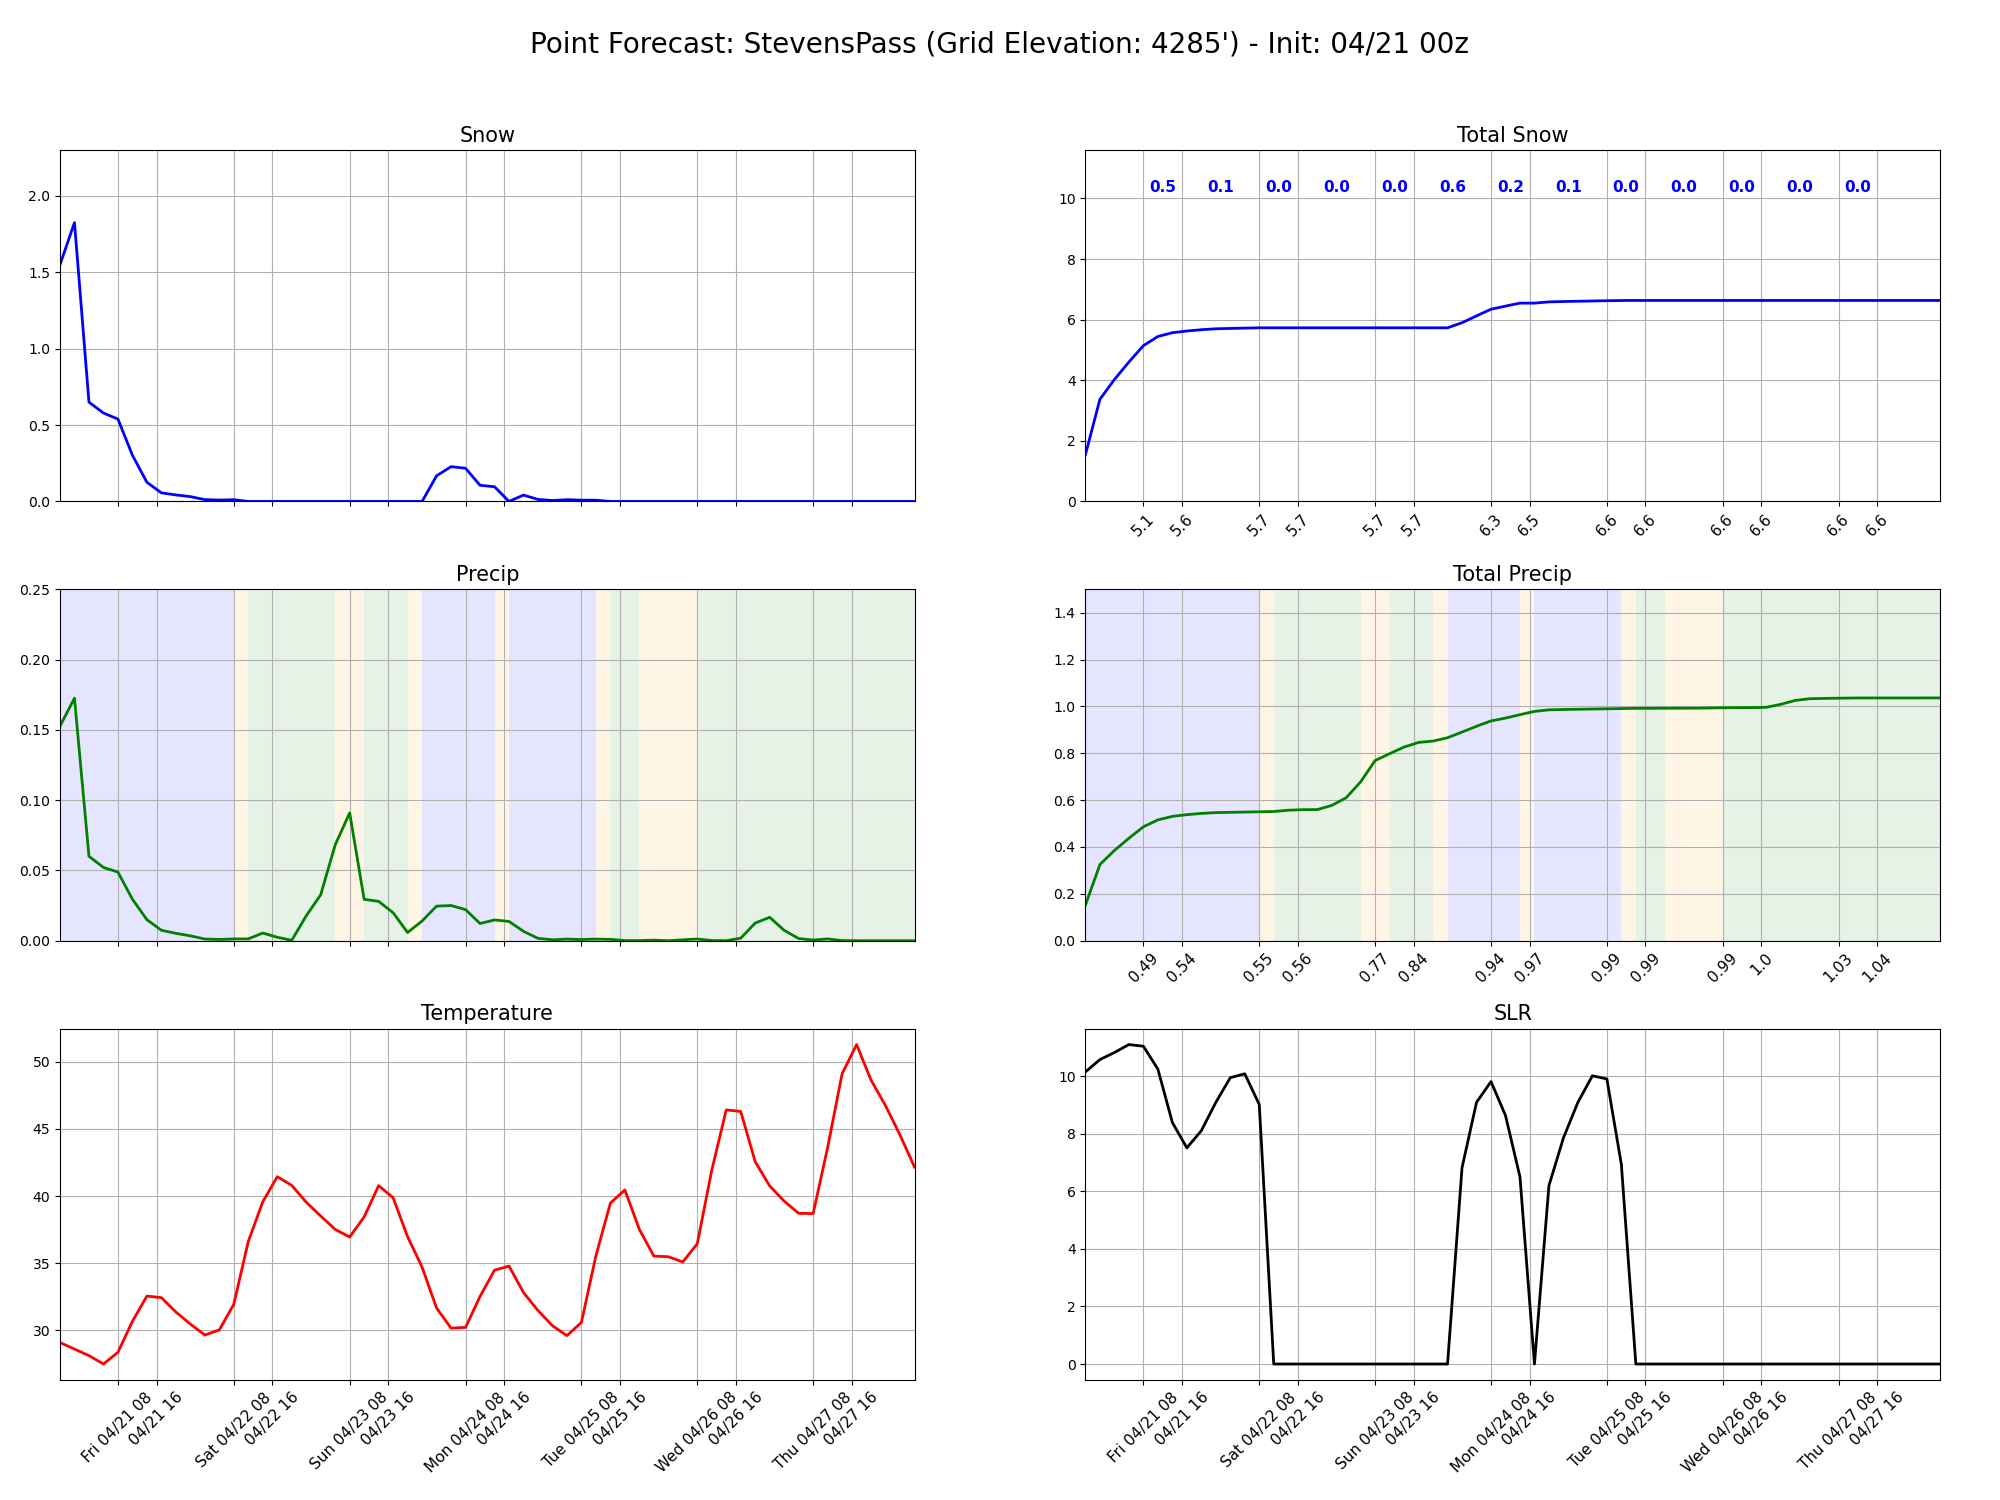 Point Forecast: StevensPass (Grid Elevation: 4285') - Init: 04/21 00z
Snow
2.0
1.5
1.0
0.5
0.0
Total Snow
0.5 0.1 0.0 0.0 0.0 0.6 0.2 0.1 0.0 0.0 0.0 0.0 0.0
10
8
6
4
2
0
5.1 5.6 5.7 5.7 5.7 5.7 6.3 6.5 6.6 6.6 6.6 6.6 6.6 6.6
Precip
0.25
0.20
0.15
0.10
0.05
0.00
Total Precip
1.4
1.2
1.0
0.8
0.6
0.4
0.2
0.0
0.49 0.54 0.55 0.56 0.77 0.84 0.94 0.97 0.99 0.99 0.99 1.0 1.03 1.04
Temperature
50
45
40
35
30
Fri 04/21 08
04/21 16
Sat 04/22 08
04/22 16
Sun 04/23 08
04/23 16
Mon 04/24 08
04/24 16
Tue 04/25 08
04/25 16
Wed 04/26 08
04/26 16
Thu 04/27 08
04/27 16
SLR
10
8
6
4
2
0
Fri 04/21 08
04/21 16
Sat 04/22 08
04/22 16
Sun 04/23 08
04/23 16
Mon 04/24 08
04/24 16
Tue 04/25 08
04/25 16
Wed 04/26 08
04/26 16
Thu 04/27 08
04/27 16